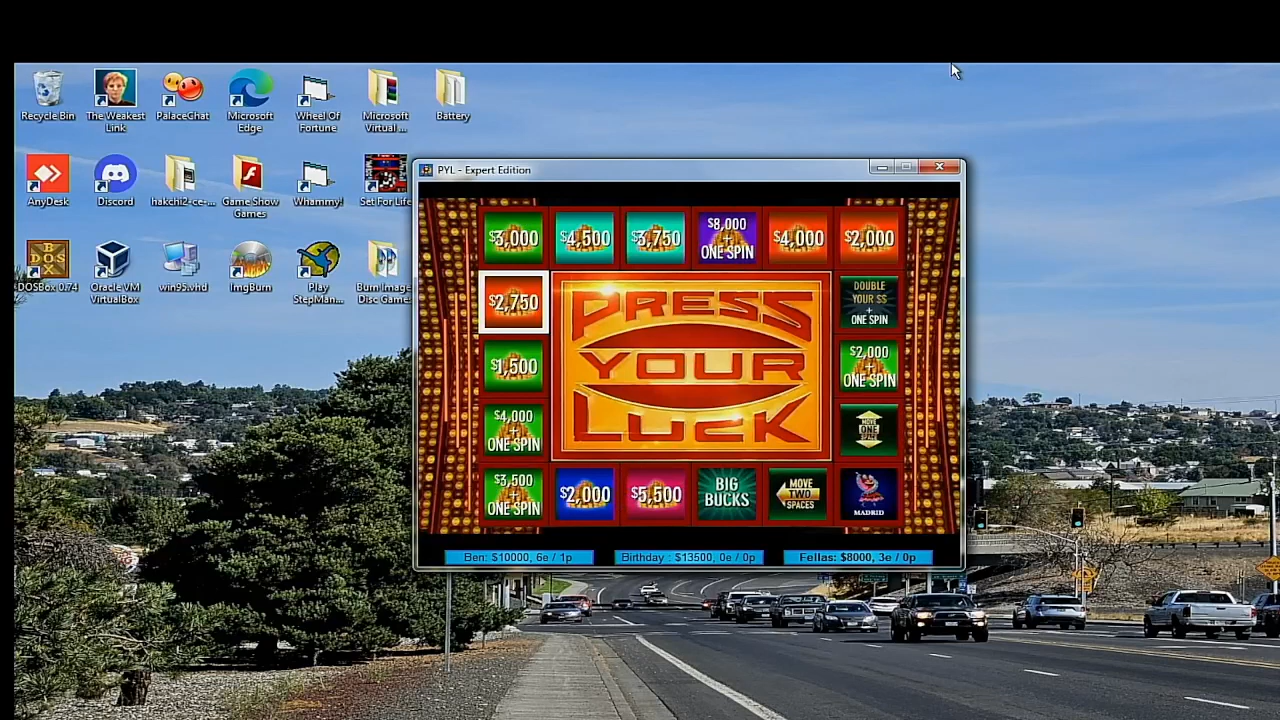 Recycle Bin
The Weakest
Link
PalaceChat
Microsoft
Edge
Wheel Of
Fortune
Microsoft
Virtual ...
Battery
AnyDesk
Discord
hakchi2-ce-...
Game Show
Games
Whammy!
Set For Life
DOSBox 0.74
Oracle VM
VirtualBox
win95.vhd
ImgBurn
Play
StepMan...
Burn Image
Disc Game
PYL - Expert Edition
$3,000
$4,500
$3,750
$8,000
+
ONE SPIN
$4,000
$2,000
$2,750
DOUBLE
YOUR $$
+
ONE SPIN
PRESS
YOUR
LUCK
$1,500
$2,000
+
ONE SPIN
$4,000
+
ONE SPIN
MOVE
ONE
SPACE
$3,500
+
ONE SPIN
$2,000
$5,500
BIG
BUCKS
MOVE
TWO
SPACES
MADRID
Ben: $10000, 6e / 1p
Birthday : $13500, 0e / 0p
Fellas: $8000, 3e / 0p